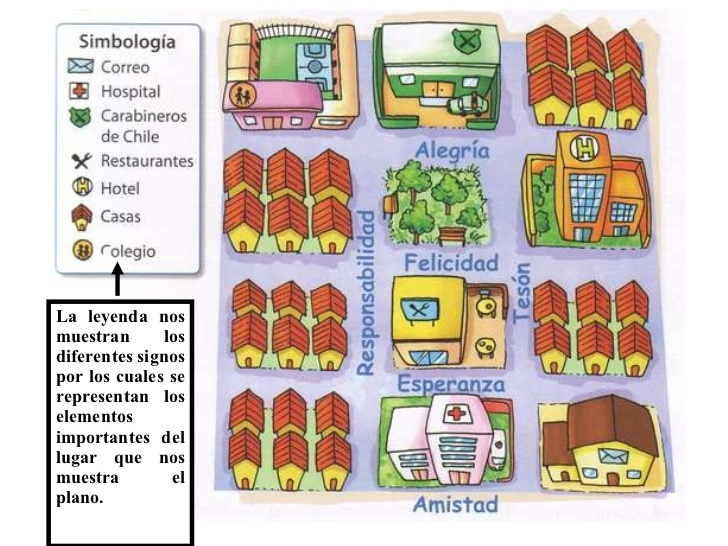 Simbología
Correo
Hospital
Carabineros
de Chile
Restaurantes
Hotel
Casas
Colegio
La leyenda nos
muestran los
diferentes signos
por los cuales se
representan los
elementos
importantes del
lugar que nos
muestra el
plano.
Alegría
H
Responsabilidad
Felicidad
Tesón
Esperanza
Amistad